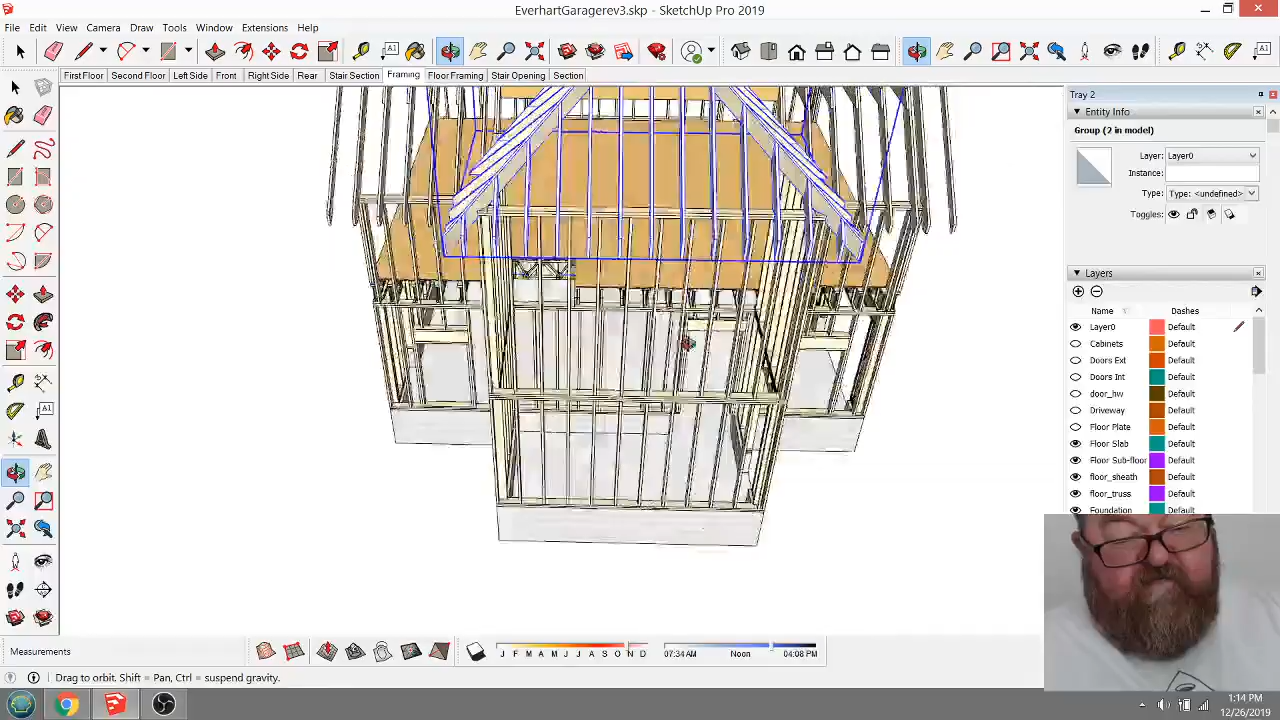 EverhartGaragerev3.skp - SketchUp Pro 2019
File Edit View Camera Draw Tools Window Extensions Help
First Floor Second Floor Left Side Front Right Side Rear Stair Section Framing Floor Framing Stair Opening Section
Tray 2
Entity Info
Group (2 in model)
Layer: Layer0
Instance:
Type: Type: <undefined>
Toggles:
Layers
Name Dashes
Layer0 Default
Cabinets Default
Doors Ext Default
Doors Int Default
door_hw Default
Driveway Default
Floor Plate Default
Floor Slab Default
Floor Sub-floor Default
floor_sheath Default
floor_truss Default
Foundation Default
Measurements
J F M A M J J A S O N D
07:34 AM Noon 04:08 PM
Drag to orbit. Shift = Pan, Ctrl = suspend gravity.
1:14 PM
12/26/2019